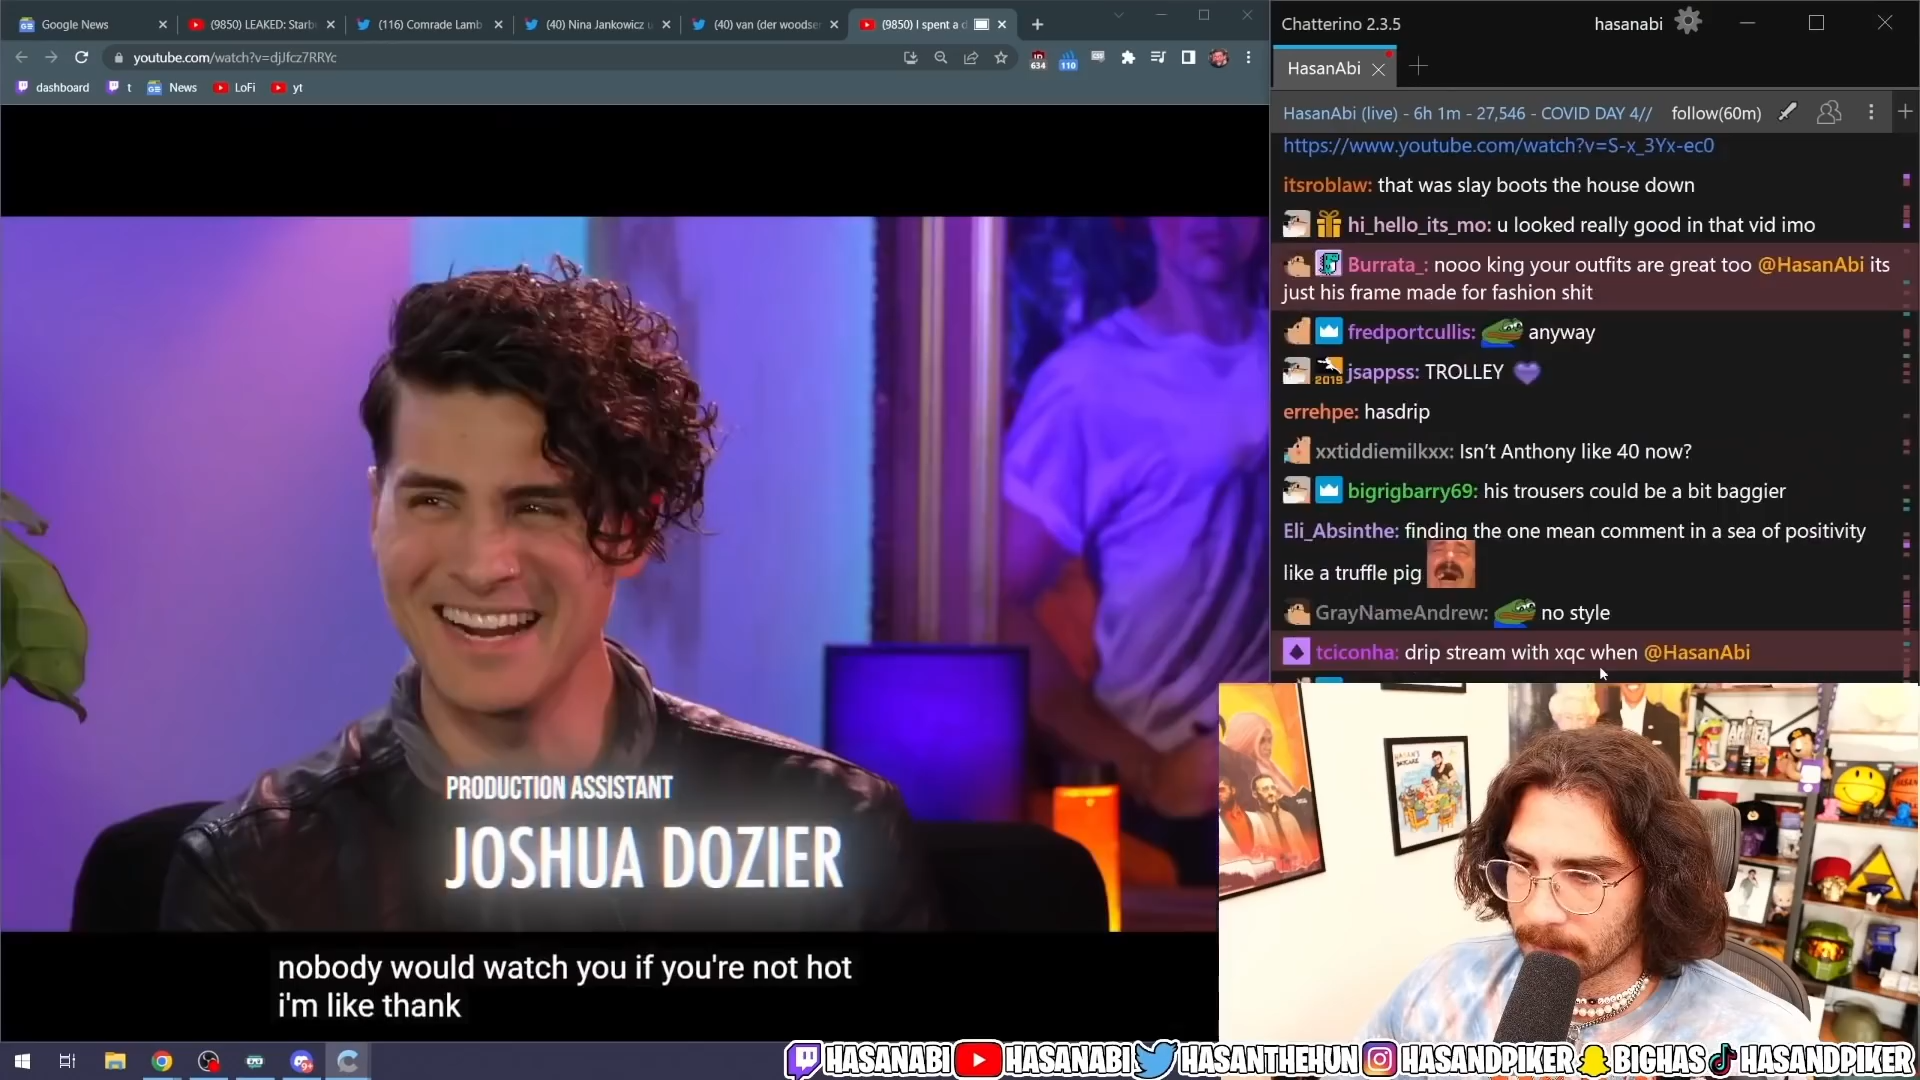 Google News
(9850) LEAKED: Starb
(116) Comrade Lamb
(40) Nina Jankowicz u
(40) van (der woodsen
(9850) I spent a d
youtube.com/watch?v=djJfcz7RRYc
634
110
dashboard
t
News
LoFi
yt
PRODUCTION ASSISTANT
JOSHUA DOZIER
nobody would watch you if you're not hot
i'm like thank
Chatterino 2.3.5
hasanabi
HasanAbi
HasanAbi (live) - 6h 1m - 27,546 - COVID DAY 4//
follow(60m)
https://www.youtube.com/watch?v=S-x_3Yx-ec0
itsroblaw: that was slay boots the house down
hi_hello_its_mo: u looked really good in that vid imo
Burrata_: nooo king your outfits are great too @HasanAbi its
just his frame made for fashion shit
fredportcullis: anyway
2019 jsappss: TROLLEY
errehpe: hasdrip
xxtiddiemilkxx: Isn't Anthony like 40 now?
bigrigbarry69: his trousers could be a bit baggier
Eli_Absinthe: finding the one mean comment in a sea of positivity
like a truffle pig
GrayNameAndrew: no style
tciconha: drip stream with xqc when @HasanAbi
HASANABI HASANABI HASANTHEHUN HASANDPIKER BIGHAS HASANDPIKER